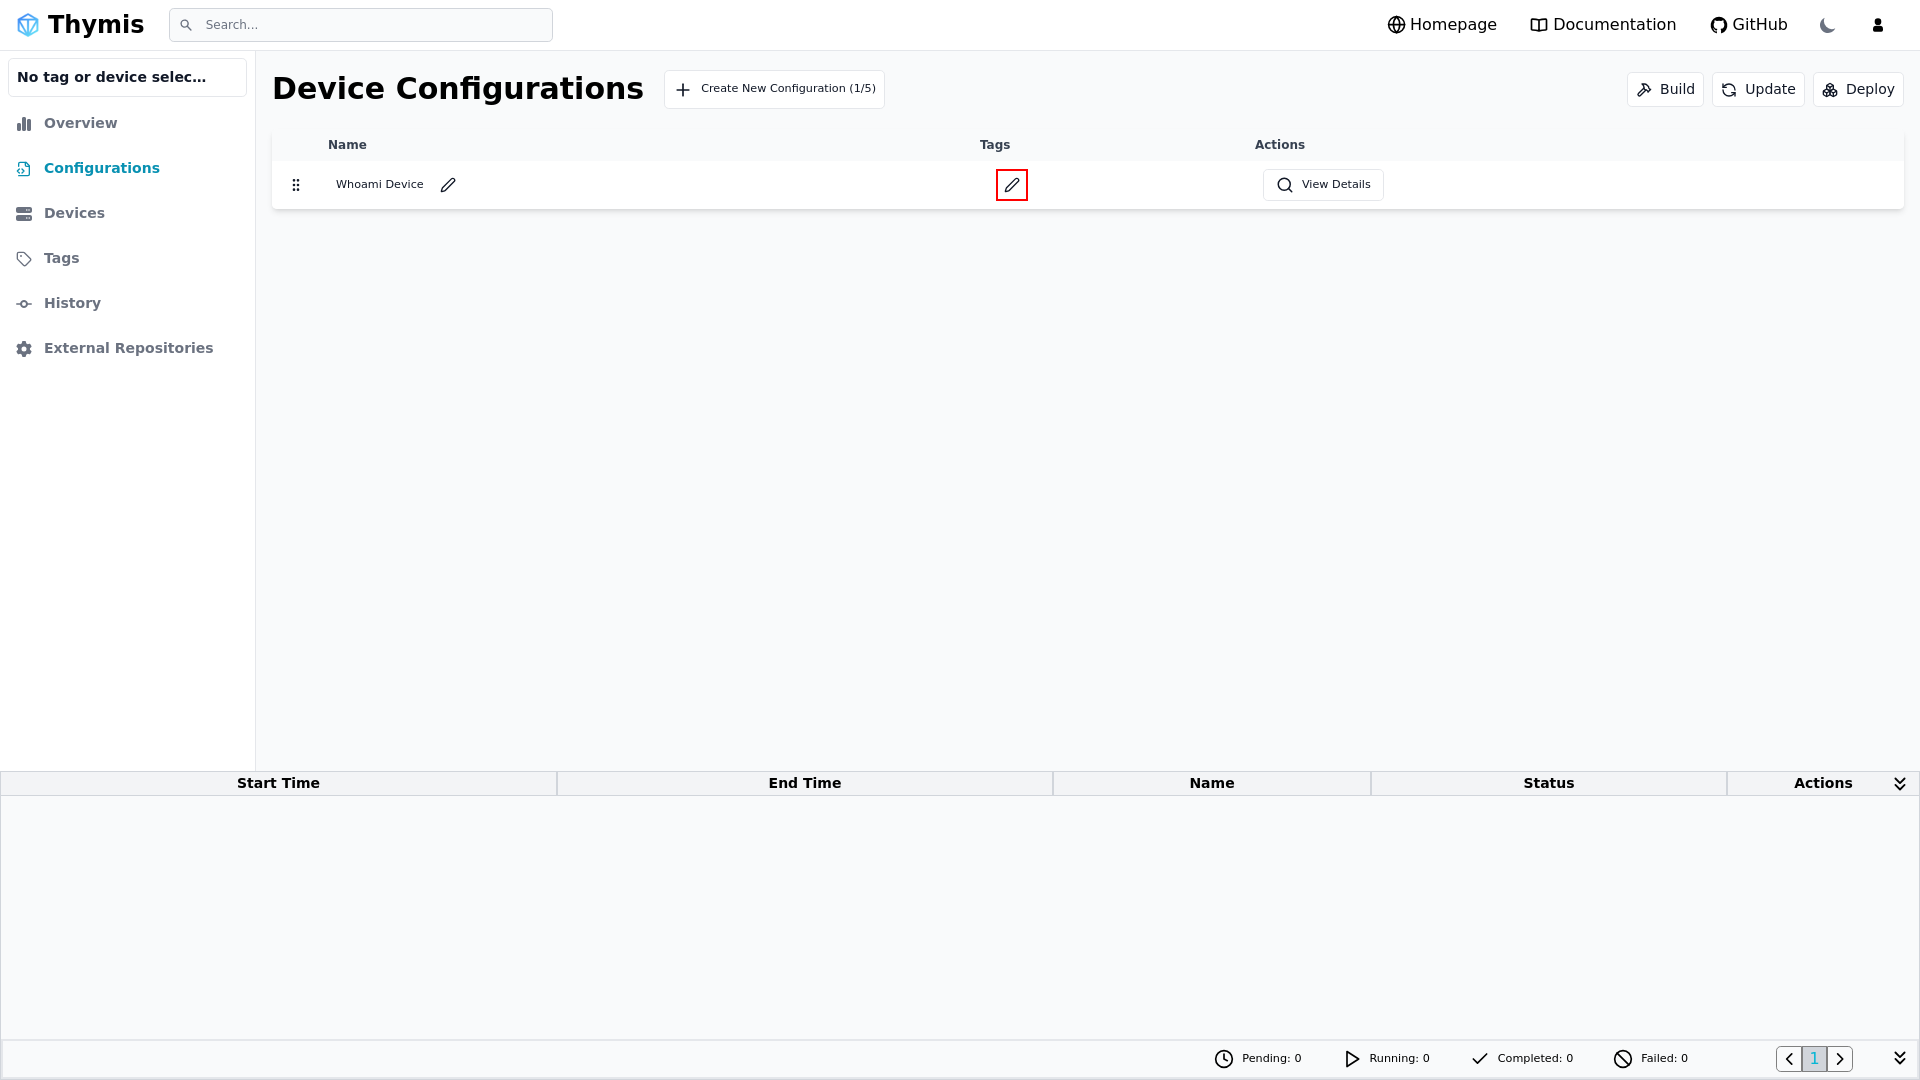 Thymis
Search...
Homepage
Documentation
GitHub
No tag or device selec...
Overview
Configurations
Devices
Tags
History
External Repositories
Device Configurations
Create New Configuration (1/5)
Build
Update
Deploy
Name
Tags
Actions
Whoami Device
View Details
Start Time
End Time
Name
Status
Actions
Pending: 0
Running: 0
Completed: 0
Failed: 0
1